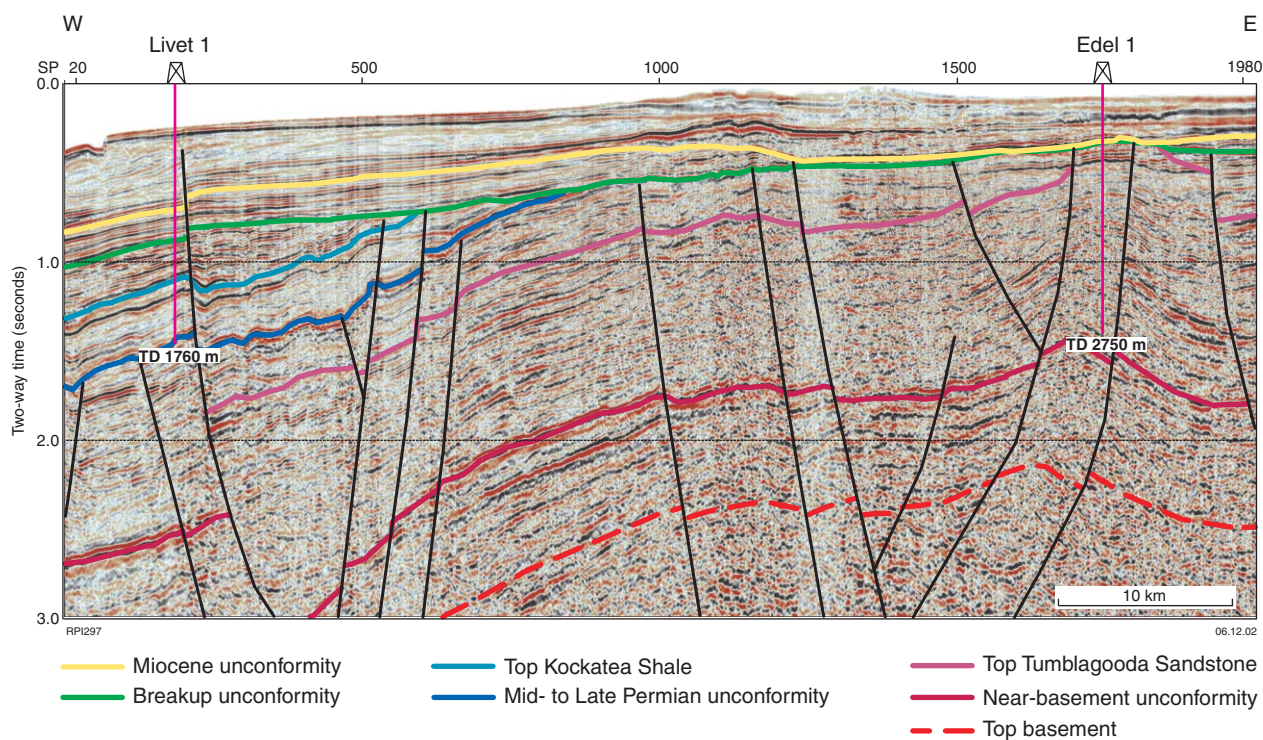 W E
Livet 1 Edel 1
SP 20 500 1000 1500 1980
0.0
1.0
TD 2750 m
TD 1760 m
Two-way time (seconds)
2.0
10 km
3.0
RPI297 06.12.02
Miocene unconformity Top Kockatea Shale Top Tumblagooda Sandstone
Breakup unconformity Mid- to Late Permian unconformity Near-basement unconformity
Top basement